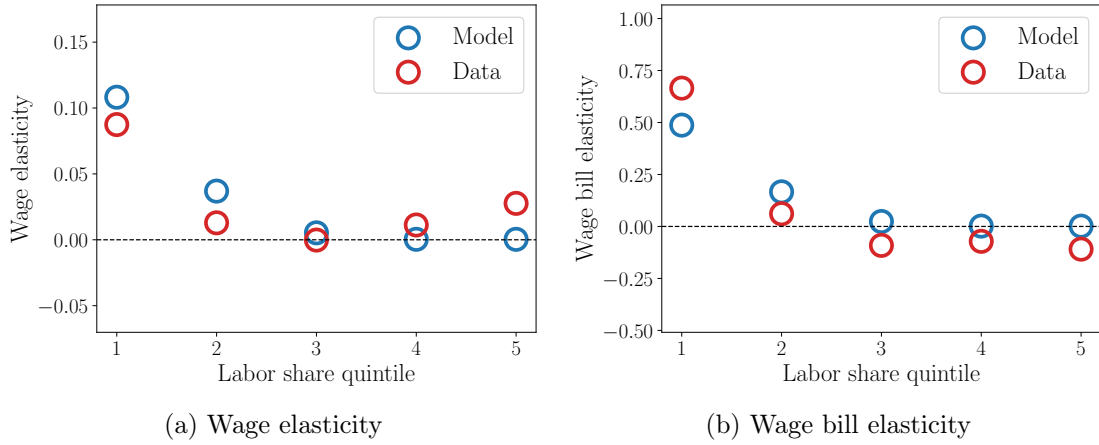 Wage elasticity
0.15
0.10
0.05
0.00
−0.05
1 2 3 4 5
Labor share quintile
Model
Data
(a) Wage elasticity
Wage bill elasticity
1.00
0.75
0.50
0.25
0.00
−0.25
−0.50
1 2 3 4 5
Labor share quintile
Model
Data
(b) Wage bill elasticity